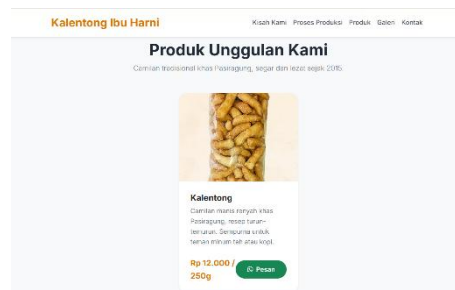 Kalentong Ibu Harni
Kisah Kami Proses Produksi Produk Galeri Kontak
Produk Unggulan Kami
Camilan tradisional khas Pasiragung, segar dan lezat sejak 2015.
Kalentong
Camilan manis renyah khas
Pasiragung, resep turun-
temurun. Sempurna untuk
teman minum teh atau kopi.
Rp 12.000 /
250g
Pesan